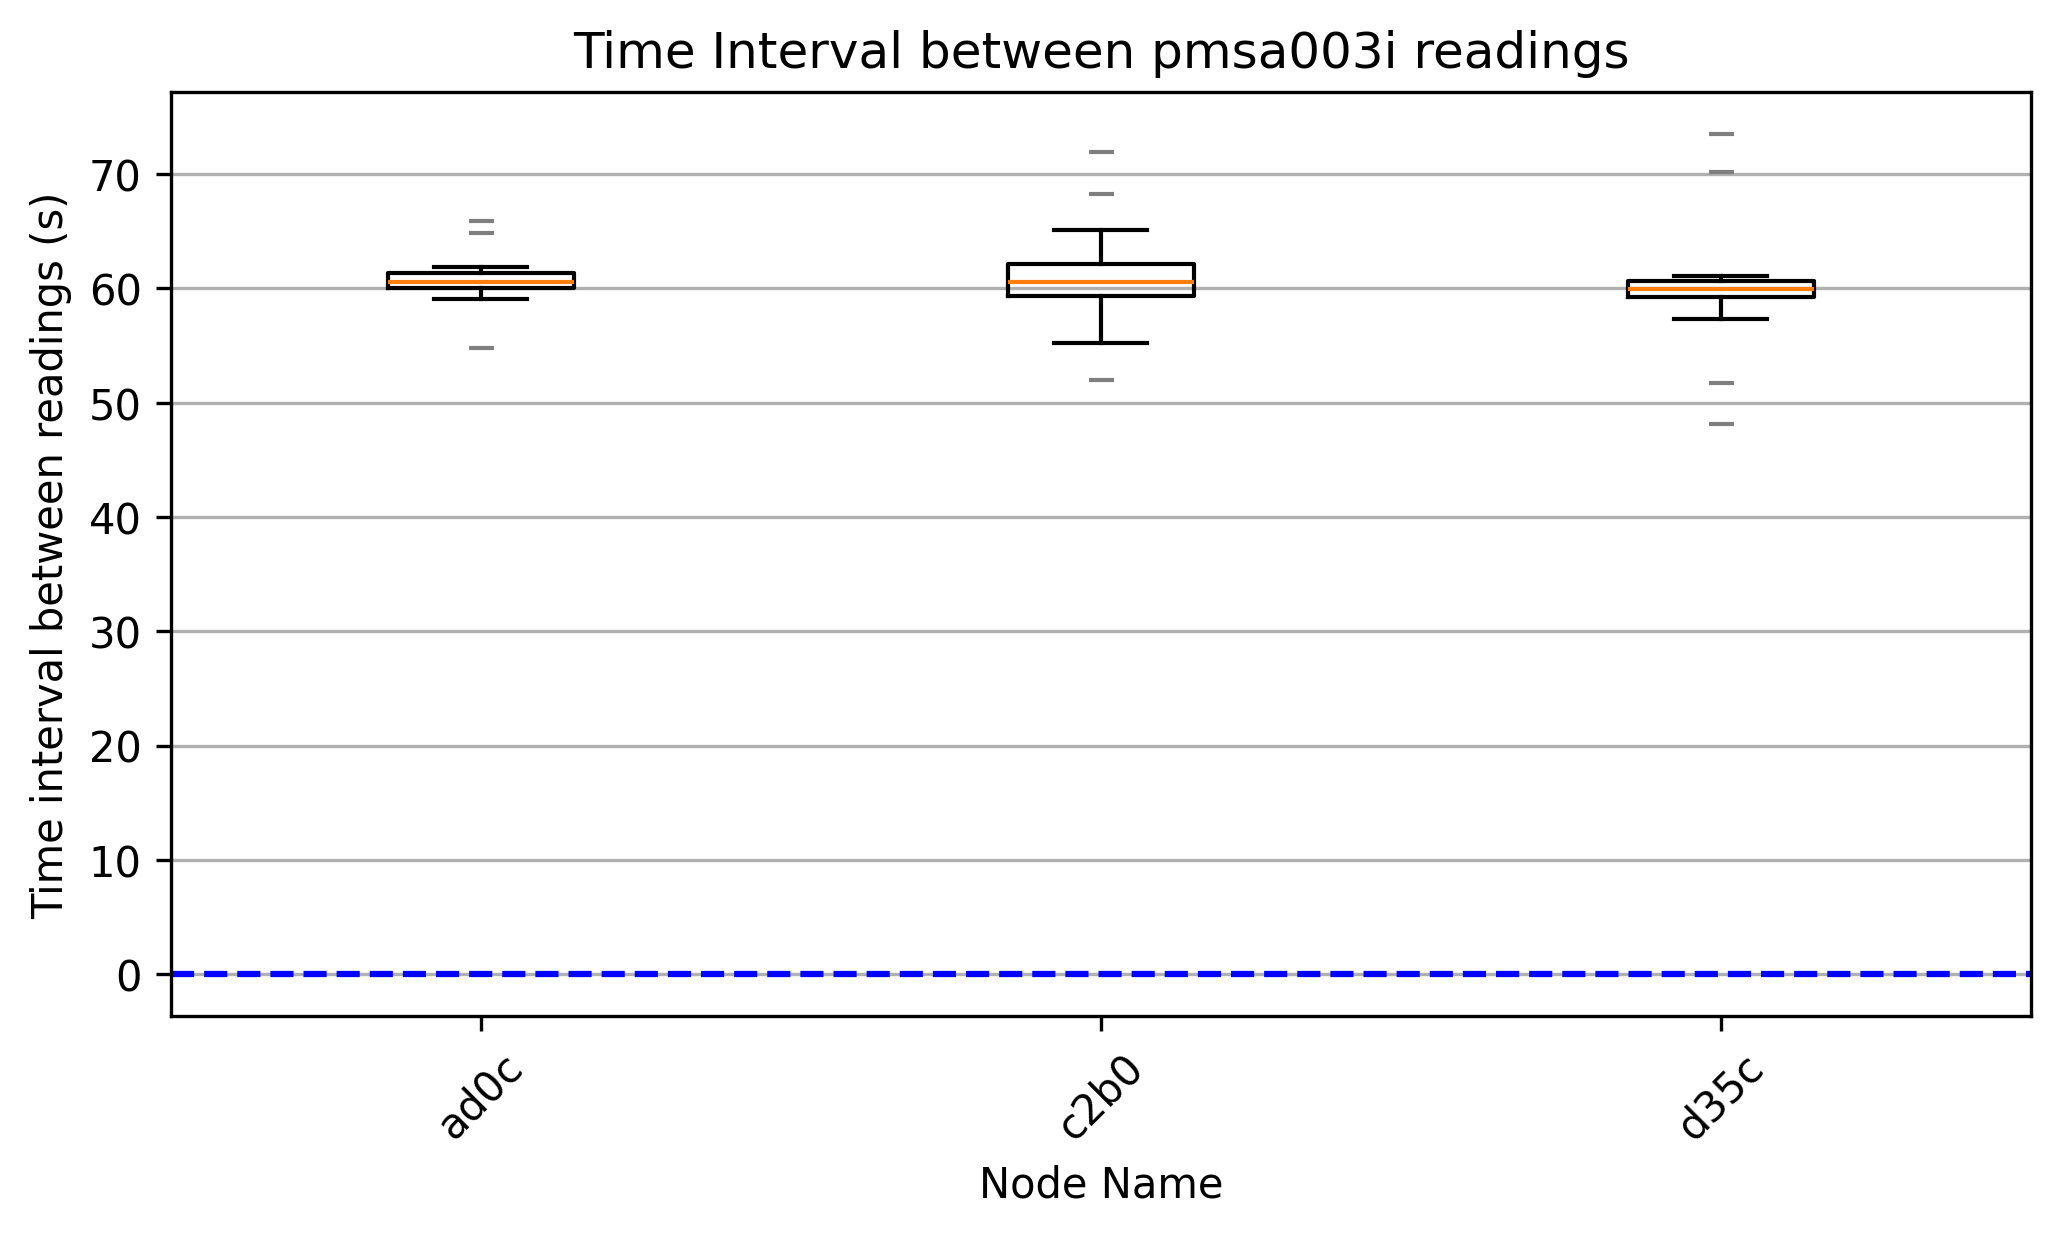 Time Interval between pmsa003i readings
Time interval between readings (s)
70
60
50
40
30
20
10
0
ad0c
c2b0
d35c
Node Name